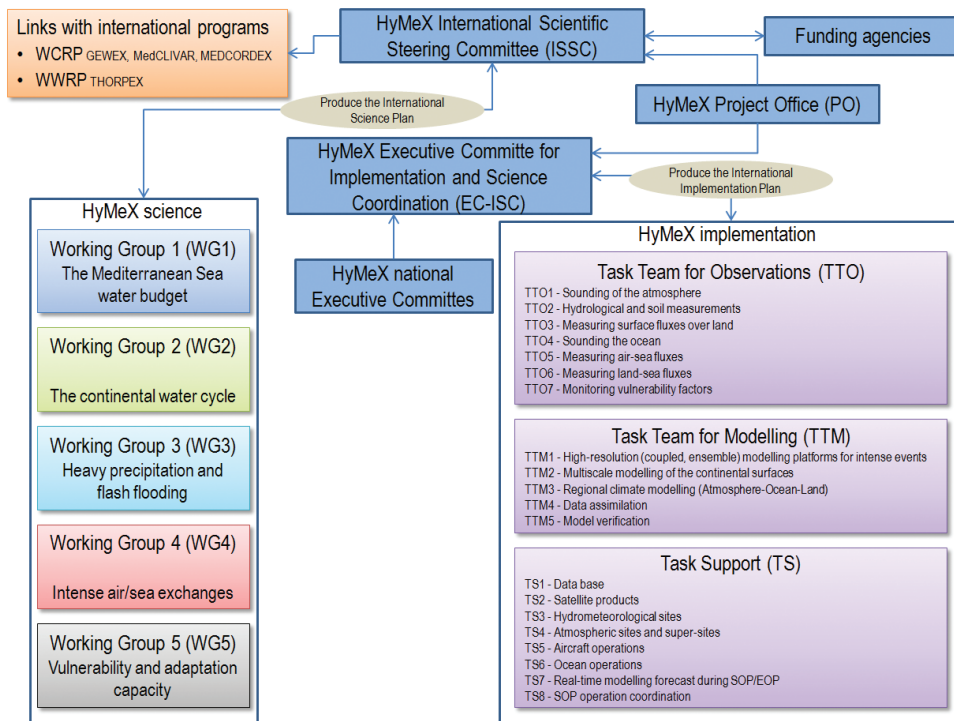 Links with international programs
• WCRP GEWEX, MedCLIVAR, MEDCORDEX
• WWRP THORPEX
HyMeX International Scientific
Steering Committee (ISSC)
Funding agencies
Produce the International
Science Plan
HyMeX Project Office (PO)
HyMeX Executive Committe for
Implementation and Science
Coordination (EC-ISC)
Produce the International
Implementation Plan
HyMeX national
Executive Committes
HyMeX science
Working Group 1 (WG1)
The Mediterranean Sea
water budget
Working Group 2 (WG2)
The continental water cycle
Working Group 3 (WG3)
Heavy precipitation and
flash flooding
Working Group 4 (WG4)
Intense air/sea exchanges
Working Group 5 (WG5)
Vulnerability and adaptation
capacity
HyMeX implementation
Task Team for Observations (TTO)
TTO1 - Sounding of the atmosphere
TTO2 - Hydrological and soil measurements
TTO3 - Measuring surface fluxes over land
TTO4 - Sounding the ocean
TTO5 - Measuring air-sea fluxes
TTO6 - Measuring land-sea fluxes
TTO7 - Monitoring vulnerability factors
Task Team for Modelling (TTM)
TTM1 - High-resolution (coupled, ensemble) modelling platforms for intense events
TTM2 - Multiscale modelling of the continental surfaces
TTM3 - Regional climate modelling (Atmosphere-Ocean-Land)
TTM4 - Data assimilation
TTM5 - Model verification
Task Support (TS)
TS1 - Data base
TS2 - Satellite products
TS3 - Hydrometeorological sites
TS4 - Atmospheric sites and super-sites
TS5 - Aircraft operations
TS6 - Ocean operations
TS7 - Real-time modelling forecast during SOP/EOP
TS8 - SOP operation coordination